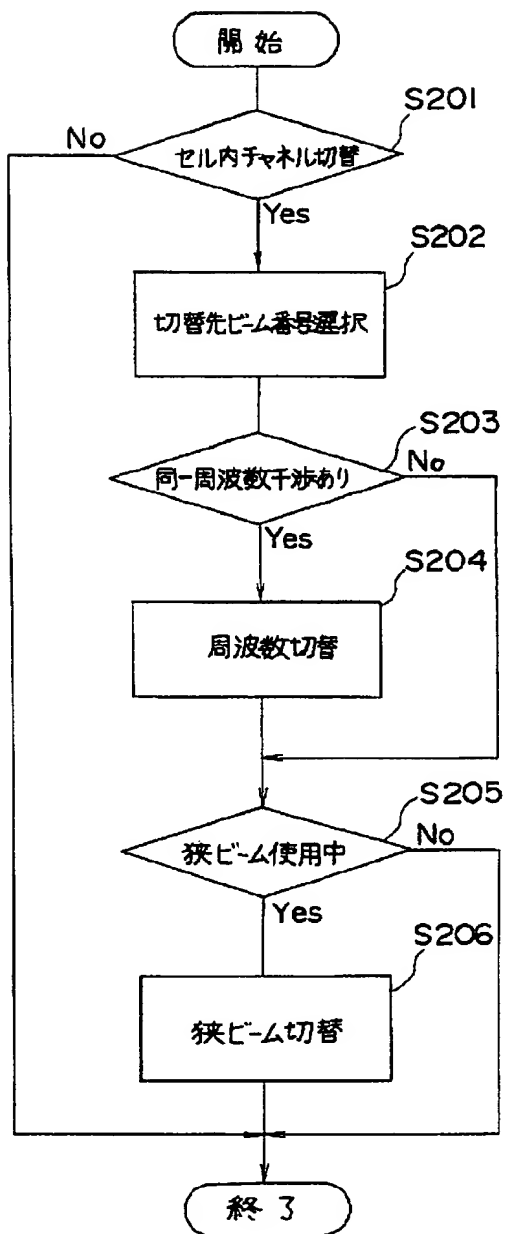 開始
S201
No
セル内チャネル切替
Yes
S202
切替先ビーム番号選択
S203
同一周波数干渉あり
No
Yes
S204
周波数切替
S205
狭ビーム使用中
No
Yes
S206
狭ビーム切替
終了